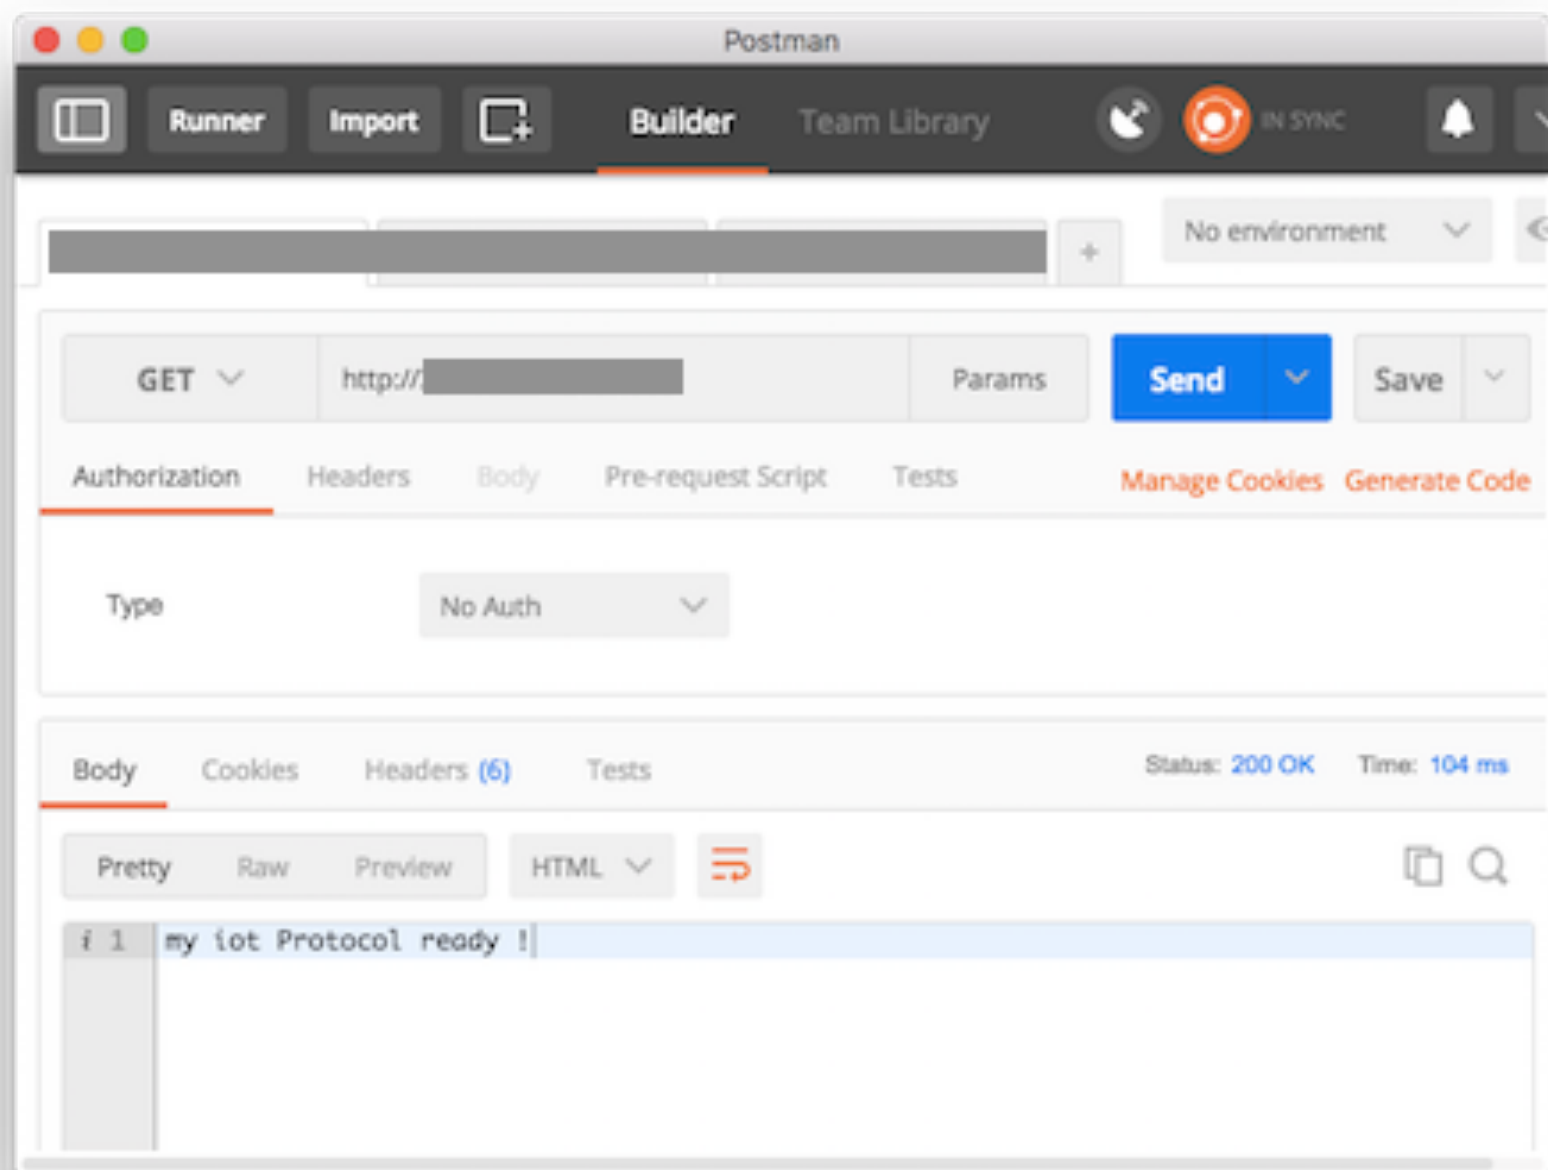 Postman
Runner Import Builder Team Library IN SYNC
+ No environment
GET http:// Params Send Save
Authorization Headers Body Pre-request Script Tests Manage Cookies Generate Code
Type No Auth
Body Cookies Headers (6) Tests Status: 200 OK Time: 104 ms
Pretty Raw Preview HTML
i 1 my iot Protocol ready !